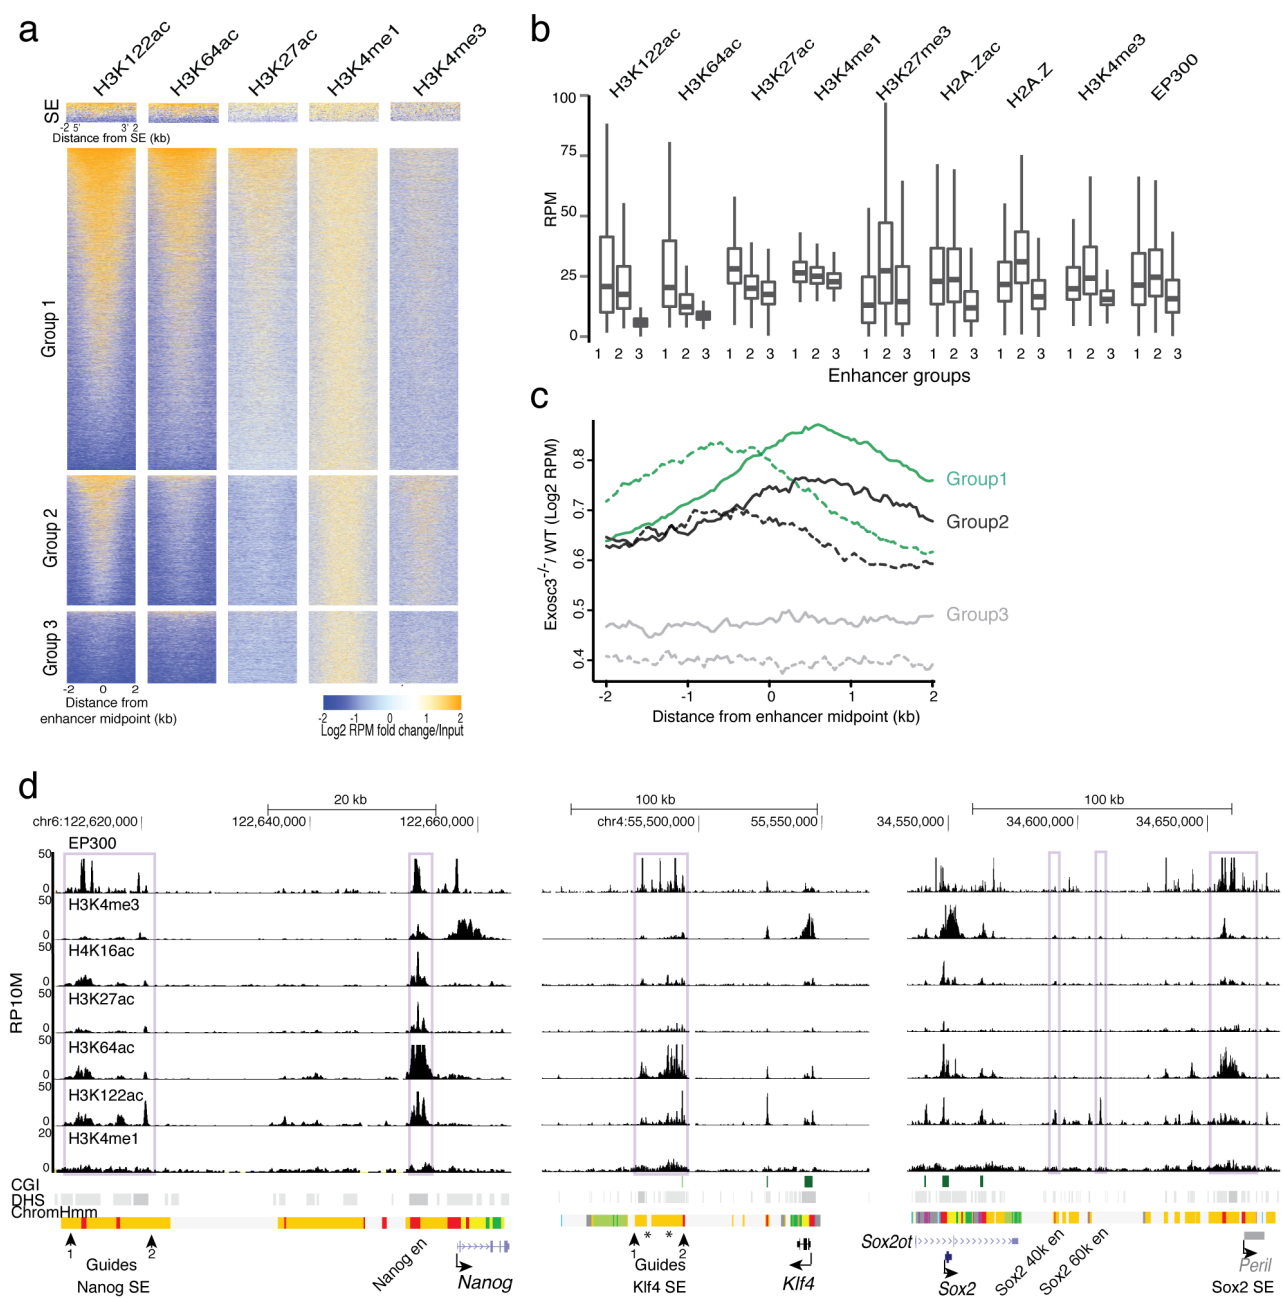 a
H3K122ac
H3K64ac
H3K27ac
H3K4me1
H3K4me3
SE
-2 5' 3' 2
Distance from SE (kb)
Group 1
Group 2
Group 3
-2 0 2
Distance from
enhancer midpoint (kb)
-2 -1 0 1 2
Log2 RPM fold change/Input
b
H3K122ac
H3K64ac
H3K27ac
H3K4me1
H3K27me3
H2A.Zac
H2A.Z
H3K4me3
EP300
100
75
50
25
0
RPM
1 2 3 1 2 3 1 2 3 1 2 3 1 2 3 1 2 3 1 2 3 1 2 3 1 2 3
Enhancer groups
c
Exosc3-/-/ WT (Log2 RPM)
0.8
0.7
0.6
0.5
0.4
Group1
Group2
Group3
-2 -1 0 1 2
Distance from enhancer midpoint (kb)
d
20 kb
100 kb
100 kb
chr6:122,620,000
122,640,000
122,660,000
chr4:55,500,000
55,550,000
34,550,000
34,600,000
34,650,000
RP10M
EP300
50
0
H3K4me3
50
0
H4K16ac
50
0
H3K27ac
50
0
H3K64ac
50
0
H3K122ac
50
0
H3K4me1
20
0
CGI
DHS
ChromHmm
1 2
Guides
Nanog SE
Nanog en
Nanog
1 * * 2
Guides
Klf4 SE
Klf4
Sox2ot
Sox2
Sox2 40k en
Sox2 60k en
Peril
Sox2 SE